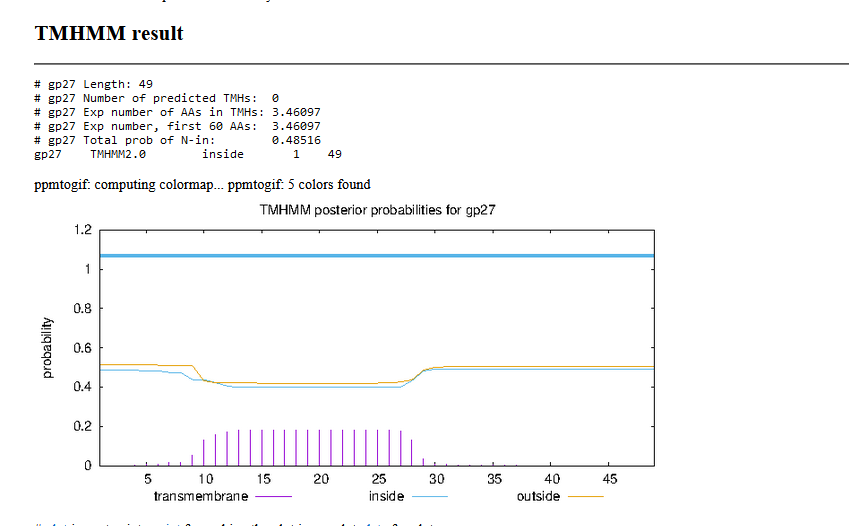 TMHMM result
# gp27 Length: 49
# gp27 Number of predicted TMHs:  0
# gp27 Exp number of AAs in TMHs: 3.46097
# gp27 Exp number, first 60 AAs:  3.46097
# gp27 Total prob of N-in:        0.48516
gp27    TMHMM2.0        inside       1    49
ppmtogif: computing colormap... ppmtogif: 5 colors found
TMHMM posterior probabilities for gp27
1.2
1
0.8
0.6
0.4
0.2
0
probability
5 10 15 20 25 30 35 40 45
transmembrane inside outside